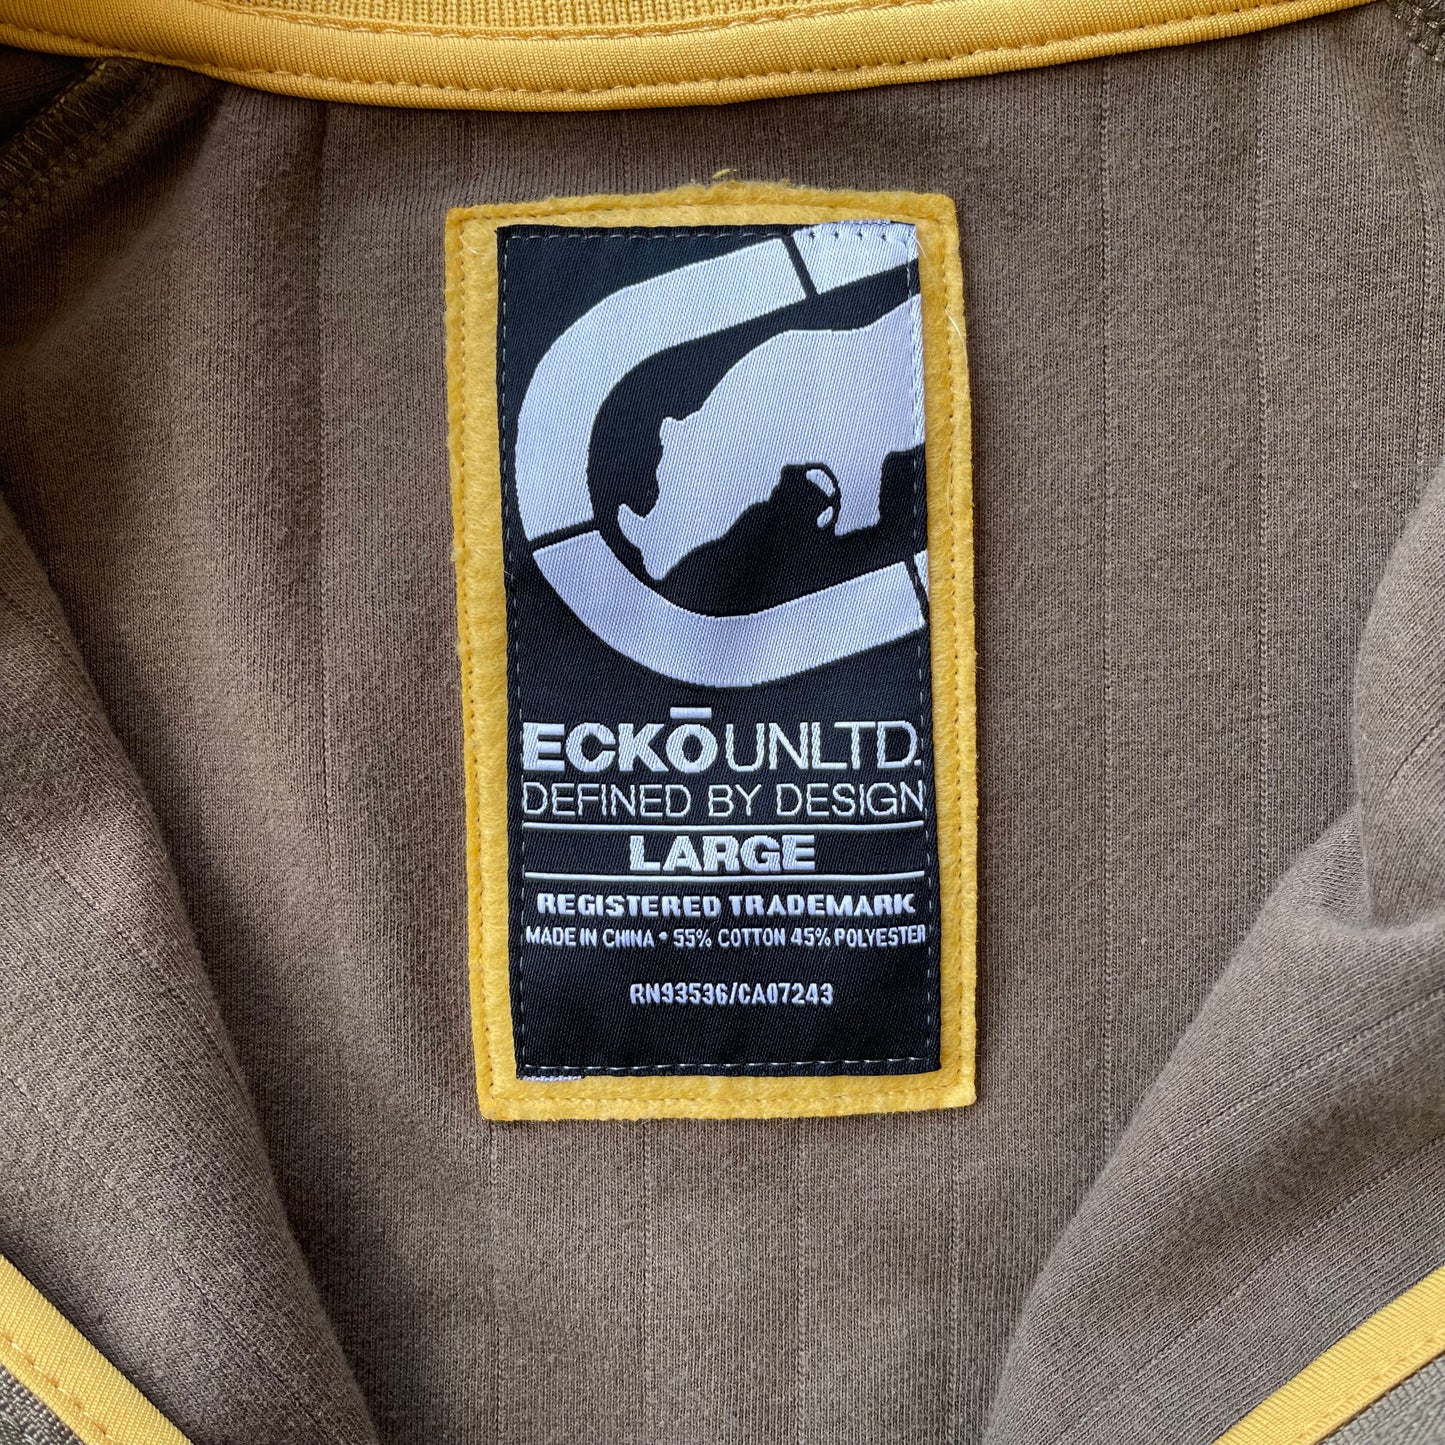 ECKŌ UNLTD.
DEFINED BY DESIGN
LARGE
REGISTERED TRADEMARK
MADE IN CHINA • 55% COTTON 45% POLYESTER
RN93536/CA07243